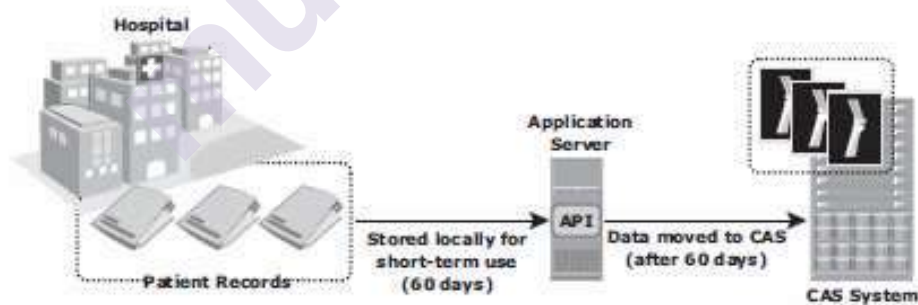 Hospital
Patient Records
Stored locally for
short-term use
(60 days)
Application
Server
API
Data moved to CAS
(after 60 days)
CAS System